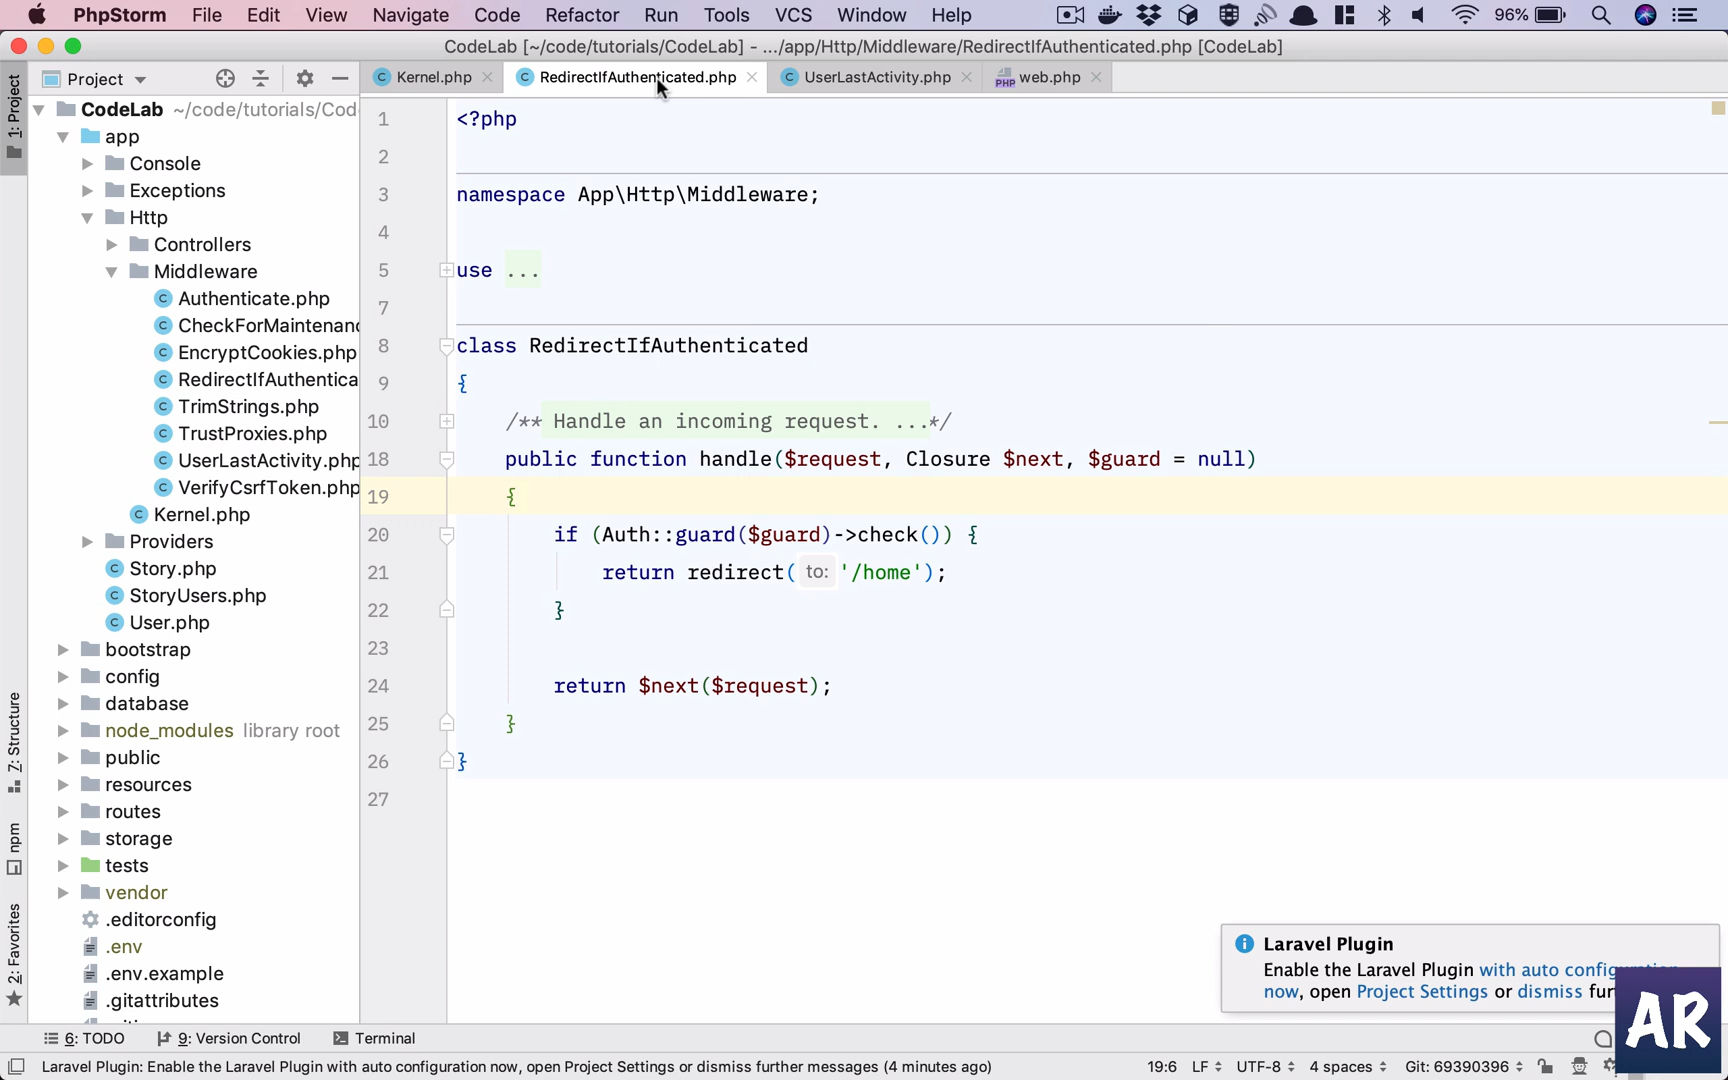 PhpStorm File Edit View Navigate Code Refactor Run Tools VCS Window Help 96%
CodeLab [~/code/tutorials/CodeLab] - .../app/Http/Middleware/RedirectIfAuthenticated.php [CodeLab]
1: Project
Project
Kernel.php
RedirectIfAuthenticated.php
UserLastActivity.php
PHP web.php
CodeLab ~/code/tutorials/Cod
app
Console
Exceptions
Http
Controllers
Middleware
Authenticate.php
CheckForMaintenanc
EncryptCookies.php
RedirectIfAuthentica
TrimStrings.php
TrustProxies.php
UserLastActivity.php
VerifyCsrfToken.php
Kernel.php
Providers
Story.php
StoryUsers.php
User.php
bootstrap
config
database
node_modules library root
public
resources
routes
storage
tests
vendor
.editorconfig
.env
.env.example
.gitattributes
Z: Structure
npm
2: Favorites
1 <?php
2
3 namespace App\Http\Middleware;
4
5 use ...
7
8 class RedirectIfAuthenticated
9 {
10 /** Handle an incoming request. ...*/
18 public function handle($request, Closure $next, $guard = null)
19 {
20 if (Auth::guard($guard)->check()) {
21 return redirect( to: '/home');
22 }
23
24 return $next($request);
25 }
26 }
27
Laravel Plugin
Enable the Laravel Plugin with auto configuration
now, open Project Settings or dismiss fur
AR
6: TODO 9: Version Control Terminal
Laravel Plugin: Enable the Laravel Plugin with auto configuration now, open Project Settings or dismiss further messages (4 minutes ago) 19:6 LF UTF-8 4 spaces Git: 69390396